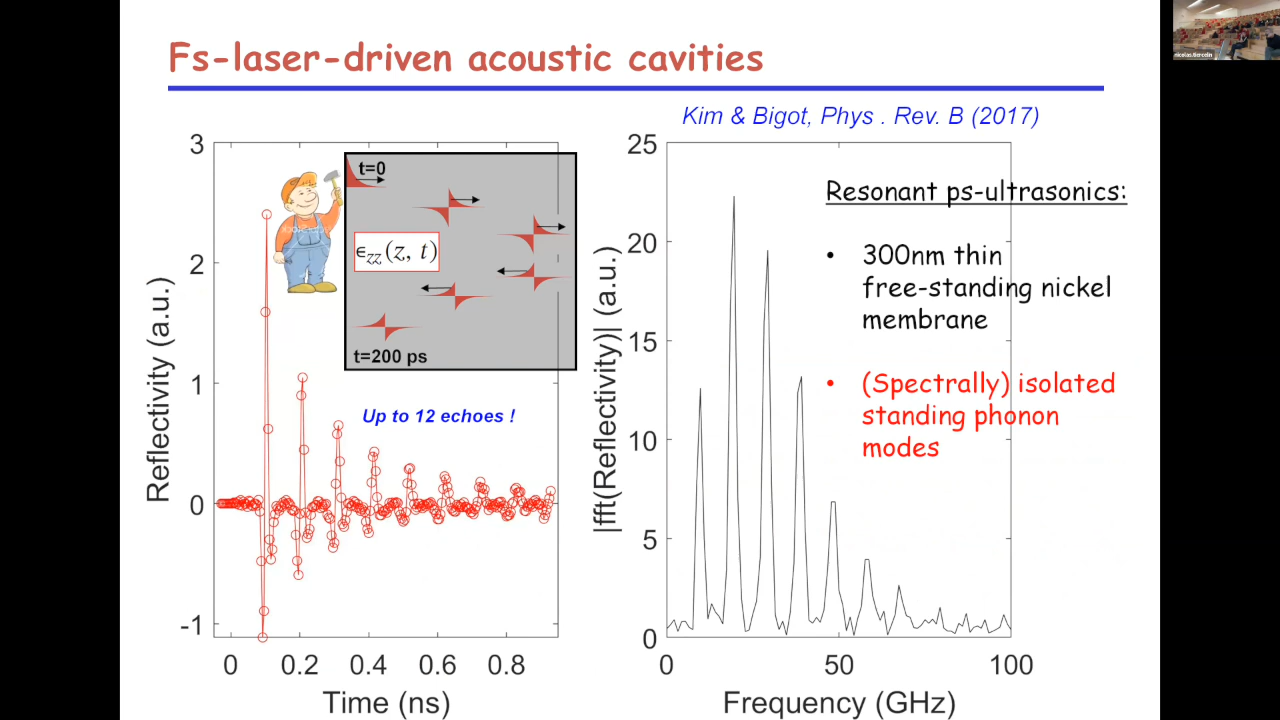 Fs-laser-driven acoustic cavities
Kim & Bigot, Phys . Rev. B (2017)
3
2
1
0
-1
Reflectivity (a.u.)
0
0.2
0.4
0.6
0.8
Time (ns)
t=0
ϵzz(z, t)
t=200 ps
Up to 12 echoes !
25
20
15
10
5
0
|fft(Reflectivity)| (a.u.)
0
50
100
Frequency (GHz)
Resonant ps-ultrasonics:
• 300nm thin
free-standing nickel
membrane
• (Spectrally) isolated
standing phonon
modes